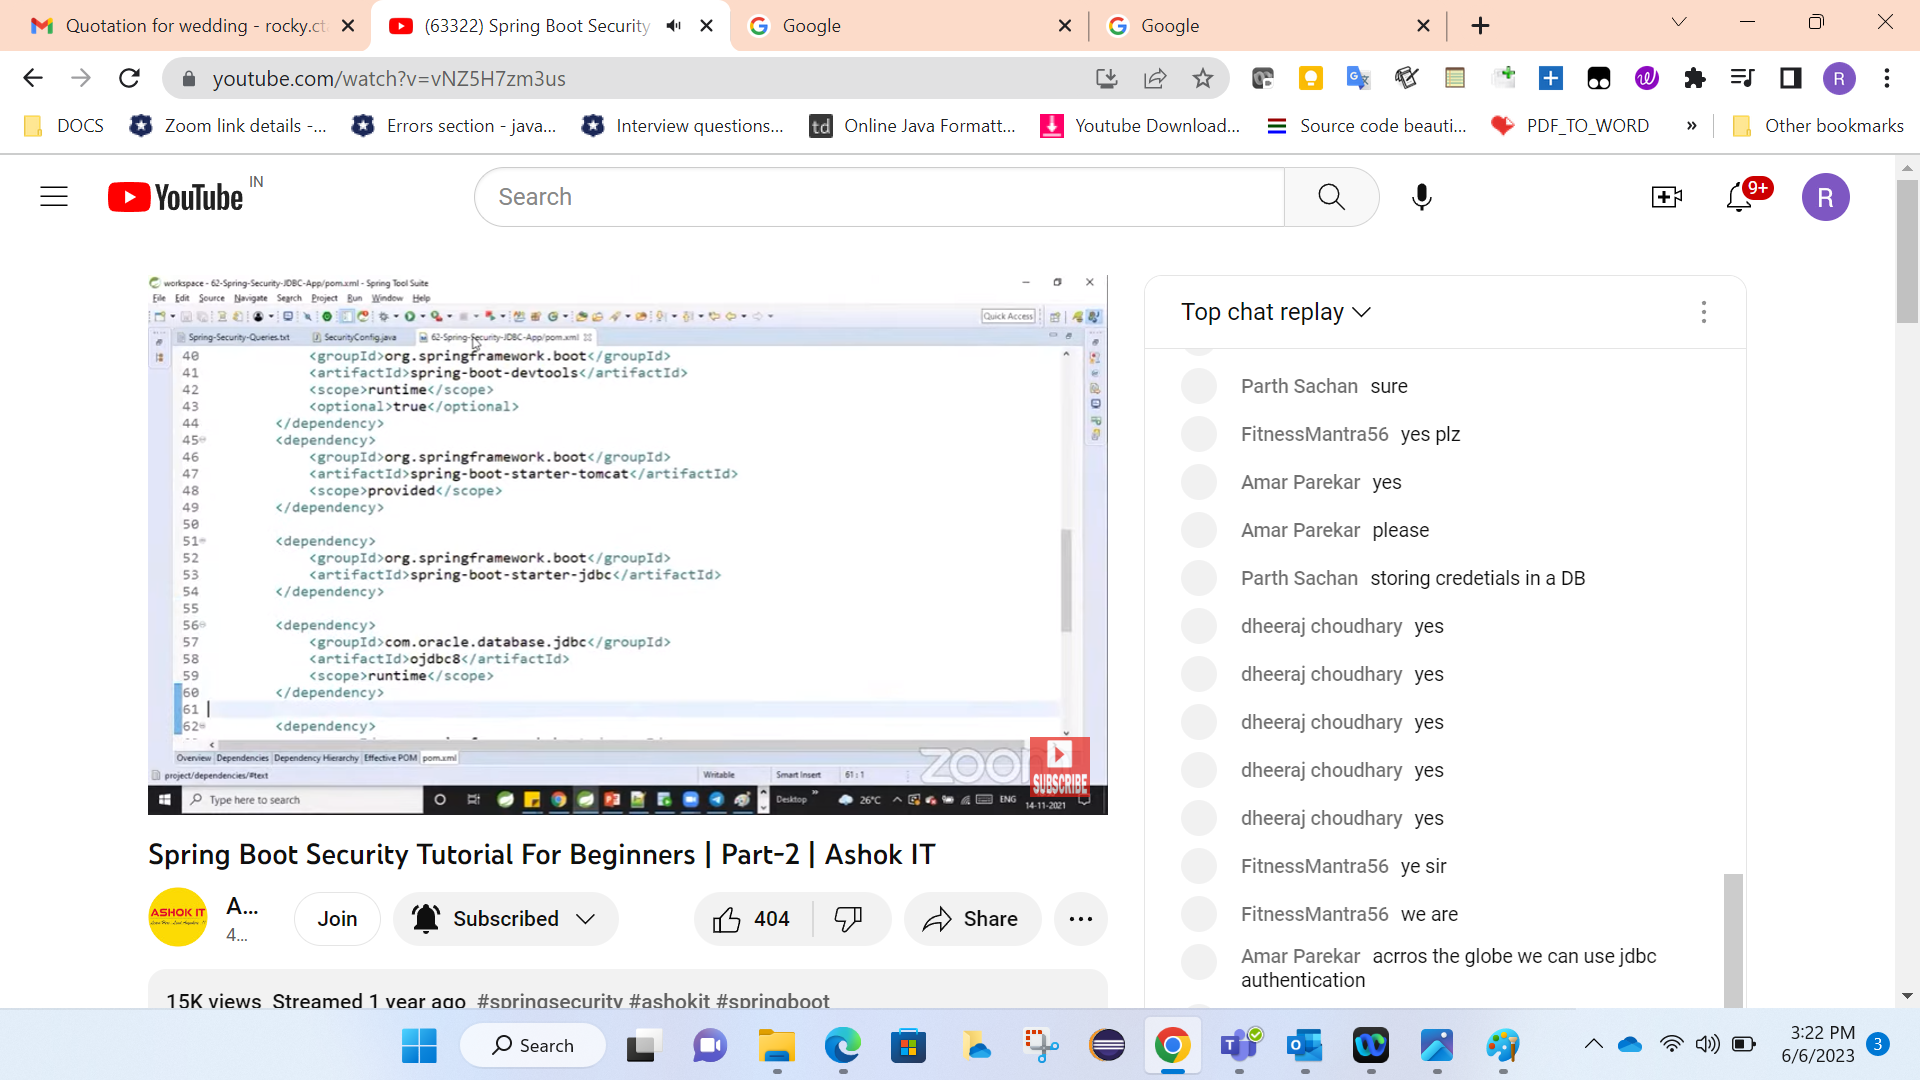 Quotation for wedding - rocky.ct
(63322) Spring Boot Security
Google
Google
youtube.com/watch?v=vNZ5H7zm3us
R
DOCS
Zoom link details -...
Errors section - java...
Interview questions...
td
Online Java Formatt...
Youtube Download...
Source code beauti...
PDF_TO_WORD
»
Other bookmarks
YouTube IN
Search
9+
R
workspace - 62-Spring-Security-JDBC-App/pom.xml - Spring Tool Suite
File Edit Source Navigate Search Project Run Window Help
Quick Access
Spring-Security-Queries.txt
SecurityConfig.java
62-Spring-Security-JDBC-App/pom.xml
40 <groupId>org.springframework.boot</groupId>
41 <artifactId>spring-boot-devtools</artifactId>
42 <scope>runtime</scope>
43 <optional>true</optional>
44 </dependency>
45 <dependency>
46 <groupId>org.springframework.boot</groupId>
47 <artifactId>spring-boot-starter-tomcat</artifactId>
48 <scope>provided</scope>
49 </dependency>
50
51 <dependency>
52 <groupId>org.springframework.boot</groupId>
53 <artifactId>spring-boot-starter-jdbc</artifactId>
54 </dependency>
55
56 <dependency>
57 <groupId>com.oracle.database.jdbc</groupId>
58 <artifactId>ojdbc8</artifactId>
59 <scope>runtime</scope>
60 </dependency>
61
62 <dependency>
Overview Dependencies Dependency Hierarchy Effective POM pom.xml
project/dependencies/#text
Writable
Smart Insert
61 : 1
zoom
SUBSCRIBE
Type here to search
Desktop
26°C
ENG
14-11-2021
Top chat replay
Parth Sachan sure
FitnessMantra56 yes plz
Amar Parekar yes
Amar Parekar please
Parth Sachan storing credetials in a DB
dheeraj choudhary yes
dheeraj choudhary yes
dheeraj choudhary yes
dheeraj choudhary yes
dheeraj choudhary yes
FitnessMantra56 ye sir
FitnessMantra56 we are
Amar Parekar acrros the globe we can use jdbc
authentication
Spring Boot Security Tutorial For Beginners | Part-2 | Ashok IT
ASHOK IT
A...
4...
Join
Subscribed
404
Share
15K views Streamed 1 year ago #springsecurity #ashokit #springboot
Search
3:22 PM
6/6/2023
3